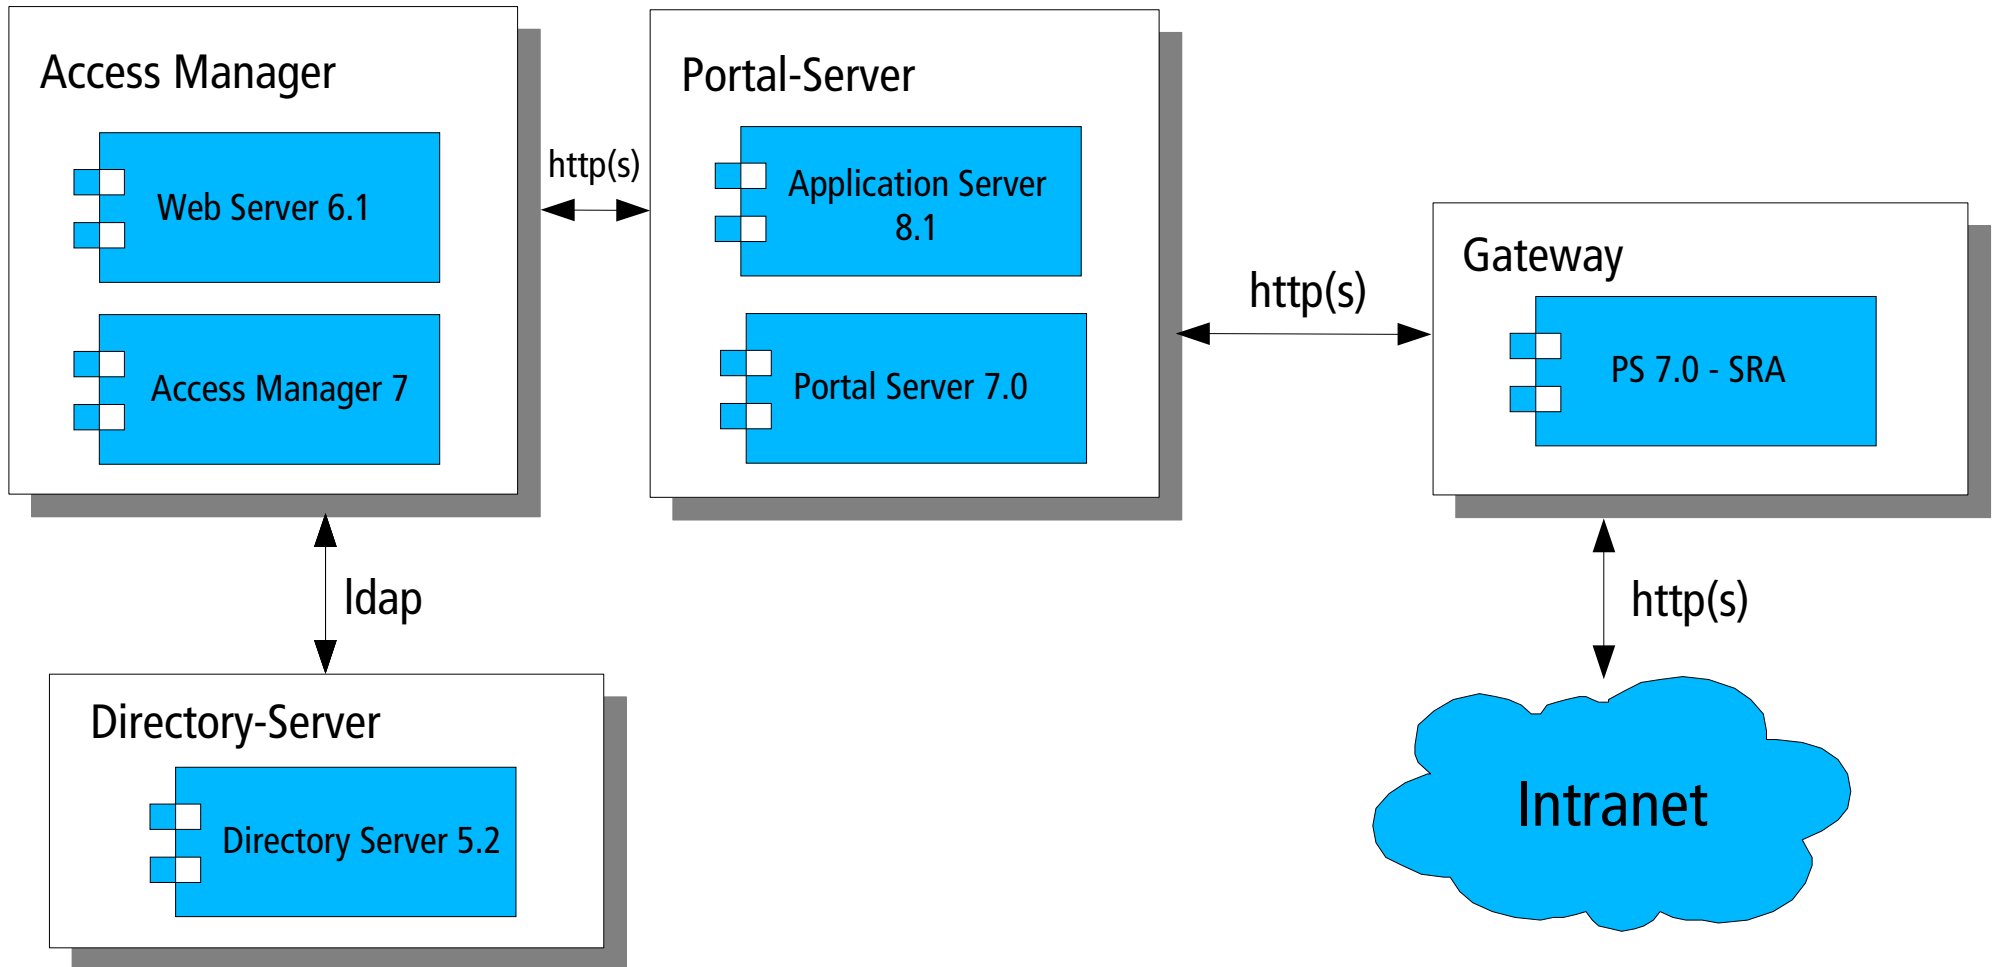 Access Manager
Web Server 6.1
Access Manager 7
http(s)
Portal-Server
Application Server
8.1
Portal Server 7.0
http(s)
Gateway
PS 7.0 - SRA
ldap
http(s)
Directory-Server
Directory Server 5.2
Intranet